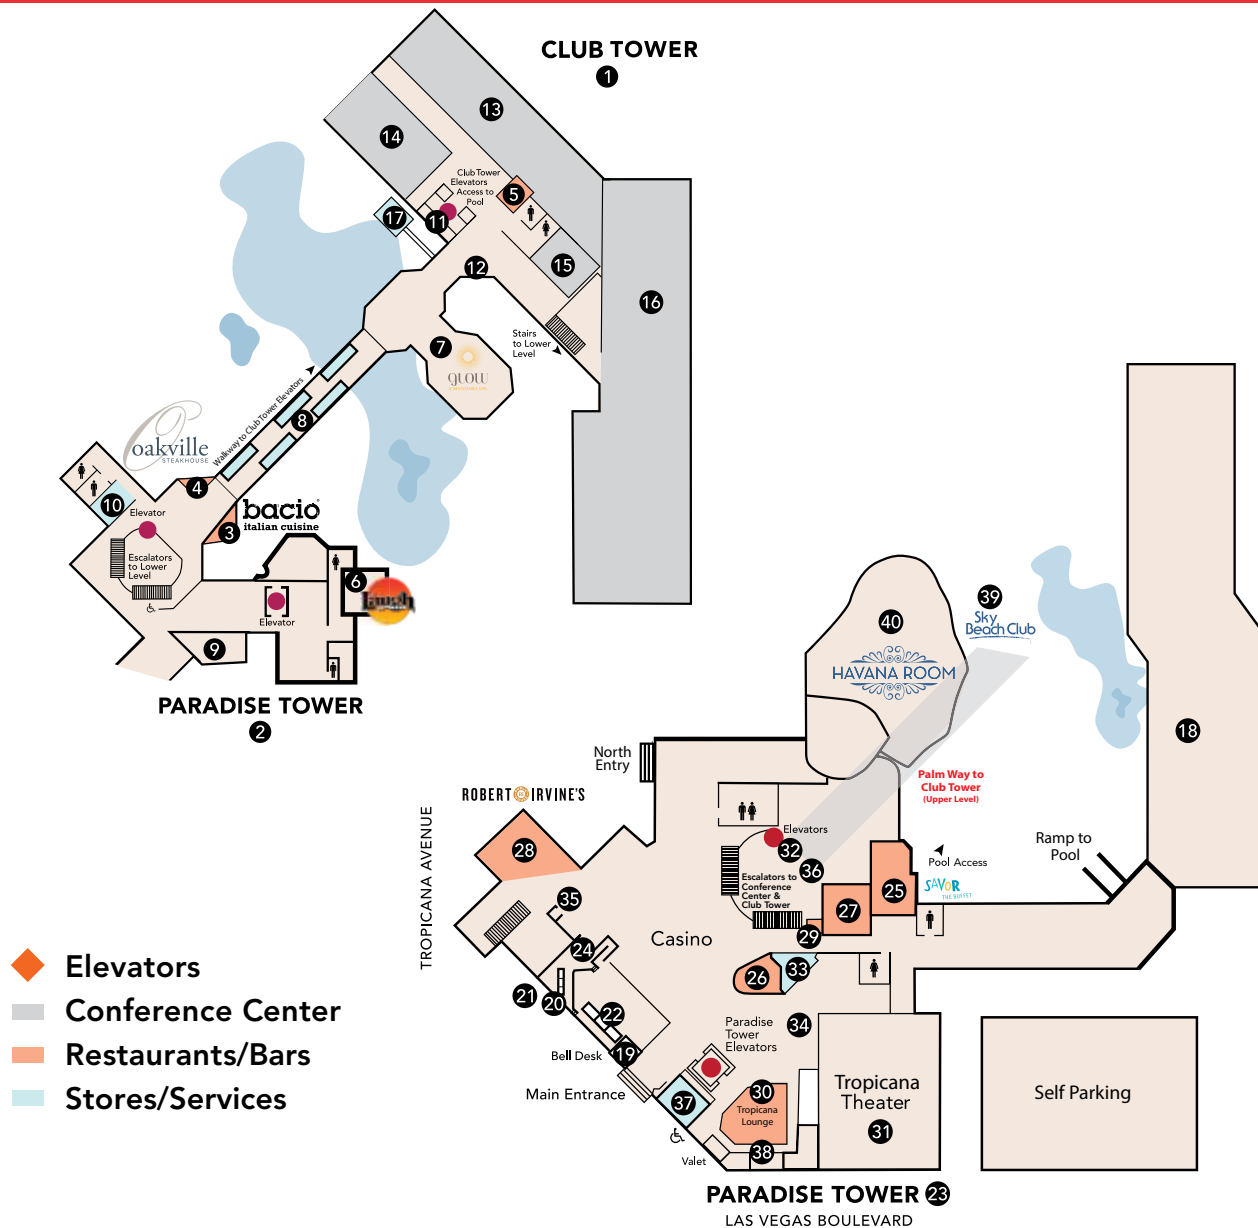 CLUB TOWER
1
13
14
Club Tower
Elevators
Access to
Pool
5
17
11
12
15
16
Stairs
to Lower
Level
7
glow
Walkway to Club Tower Elevators
8
oakville
STEAKHOUSE
4
10
Elevator
bacio
italian cuisine
3
Escalators
to Lower
Level
6
Laugh
Elevator
9
PARADISE TOWER
2
39
Sky
Beach Club
40
HAVANA ROOM
18
North
Entry
Palm Way to
Club Tower
(Upper Level)
ROBERT IRVINE'S
TROPICANA AVENUE
28
Elevators
32
36
Escalators to
Conference
Center &
Club Tower
Pool Access
SAVOR
THE BUFFET
Ramp to
Pool
25
27
35
29
Casino
24
26
33
21
20
22
34
Paradise
Tower
Elevators
Bell Desk
19
Main Entrance
37
30
Tropicana
Lounge
Tropicana
Theater
31
Self Parking
Valet
38
PARADISE TOWER 23
LAS VEGAS BOULEVARD
Elevators
Conference Center
Restaurants/Bars
Stores/Services